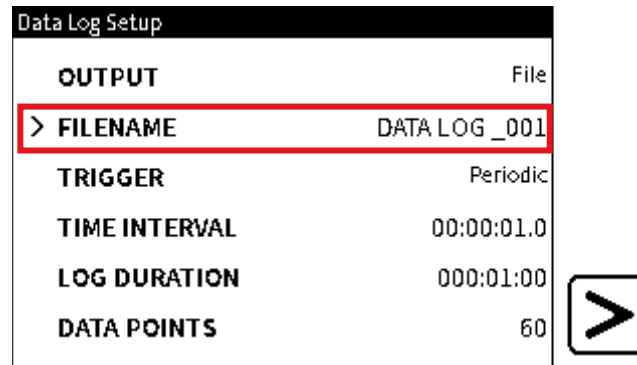 Data Log Setup
OUTPUT File
> FILENAME DATA LOG _001
TRIGGER Periodic
TIME INTERVAL 00:00:01.0
LOG DURATION 000:01:00
DATA POINTS 60
>